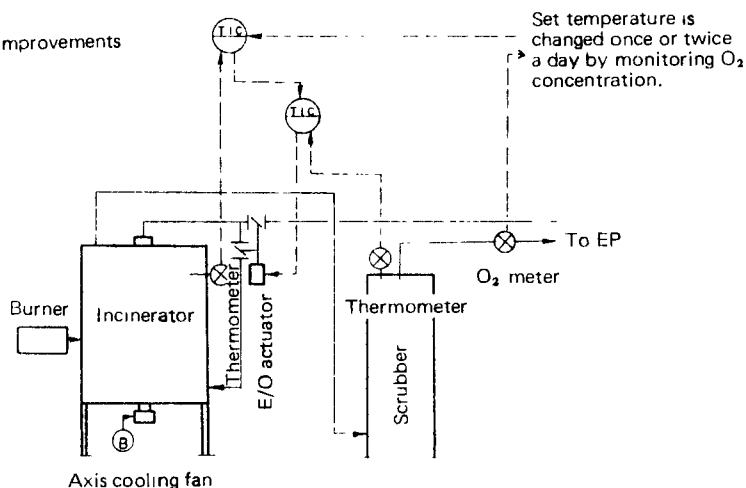 mprovements
TIC
Set temperature is
changed once or twice
a day by monitoring O₂
concentration.
TIC
To EP
O₂ meter
Thermometer
Burner
Incinerator
Thermometer
E/O actuator
Scrubber
B
Axis cooling fan